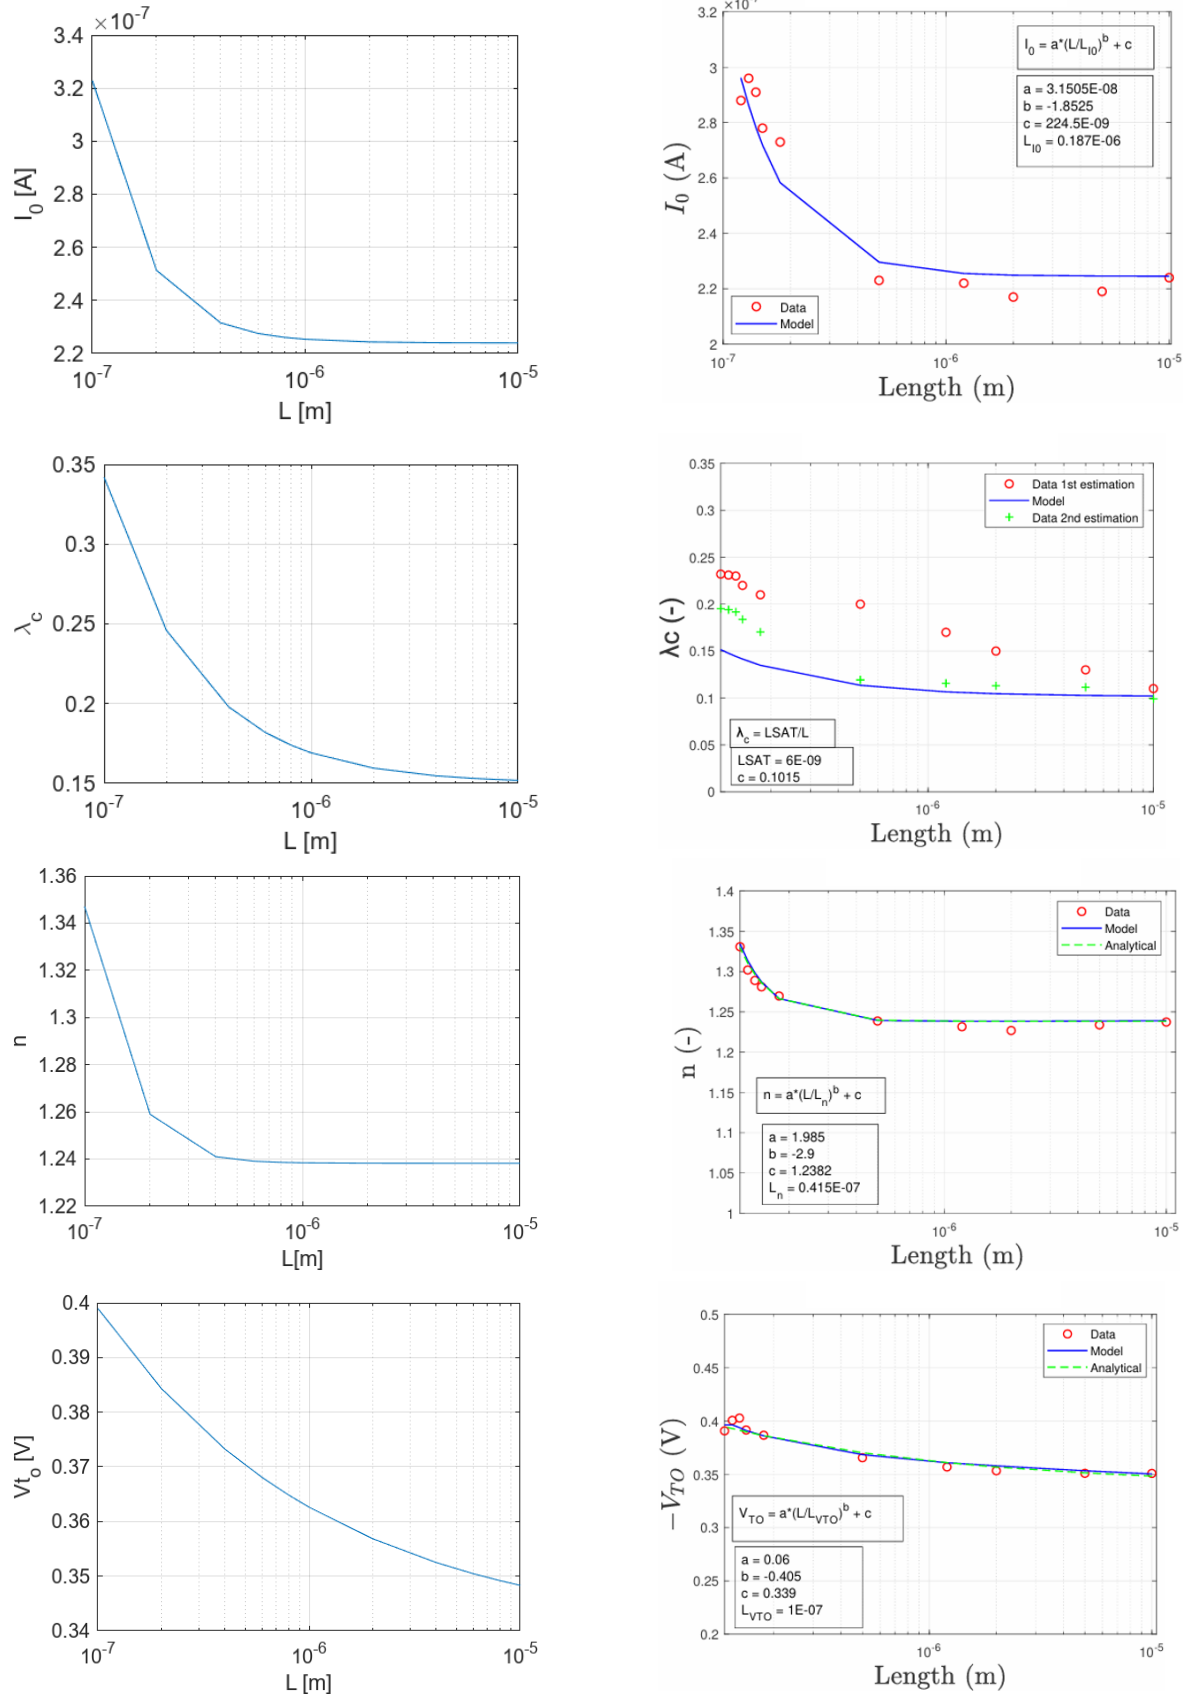 ×10⁻⁷
3.4
3.2
3
2.8
2.6
2.4
2.2
I₀ [A]
10⁻⁷ 10⁻⁶ 10⁻⁵
L [m]
3.2
3
2.8
2.6
2.4
2.2
2
I₀ (A)
I₀ = a*(L/L_I0)ᵇ + c
a = 3.1505E-08
b = -1.8525
c = 224.5E-09
L_I0 = 0.187E-06
Data
Model
10⁻⁷ 10⁻⁶ 10⁻⁵
Length (m)
0.35
0.3
0.25
0.2
0.15
λ_c
10⁻⁷ 10⁻⁶ 10⁻⁵
L [m]
0.35
0.3
0.25
0.2
0.15
0.1
0.05
0
λc (-)
Data 1st estimation
Model
Data 2nd estimation
λ_c = LSAT/L
LSAT = 6E-09
c = 0.1015
10⁻⁶ 10⁻⁵
Length (m)
1.36
1.34
1.32
1.3
1.28
1.26
1.24
1.22
n
10⁻⁷ 10⁻⁶ 10⁻⁵
L[m]
1.4
1.35
1.3
1.25
1.2
1.15
1.1
1.05
1
n (-)
Data
Model
Analytical
n = a*(L/L_n)ᵇ + c
a = 1.985
b = -2.9
c = 1.2382
L_n = 0.415E-07
10⁻⁶ 10⁻⁵
Length (m)
0.4
0.39
0.38
0.37
0.36
0.35
0.34
Vt_o [V]
10⁻⁷ 10⁻⁶ 10⁻⁵
L [m]
0.5
0.45
0.4
0.35
0.3
0.25
0.2
−V_TO (V)
Data
Model
Analytical
V_TO = a*(L/L_VTO)ᵇ + c
a = 0.06
b = -0.405
c = 0.339
L_VTO = 1E-07
10⁻⁶ 10⁻⁵
Length (m)